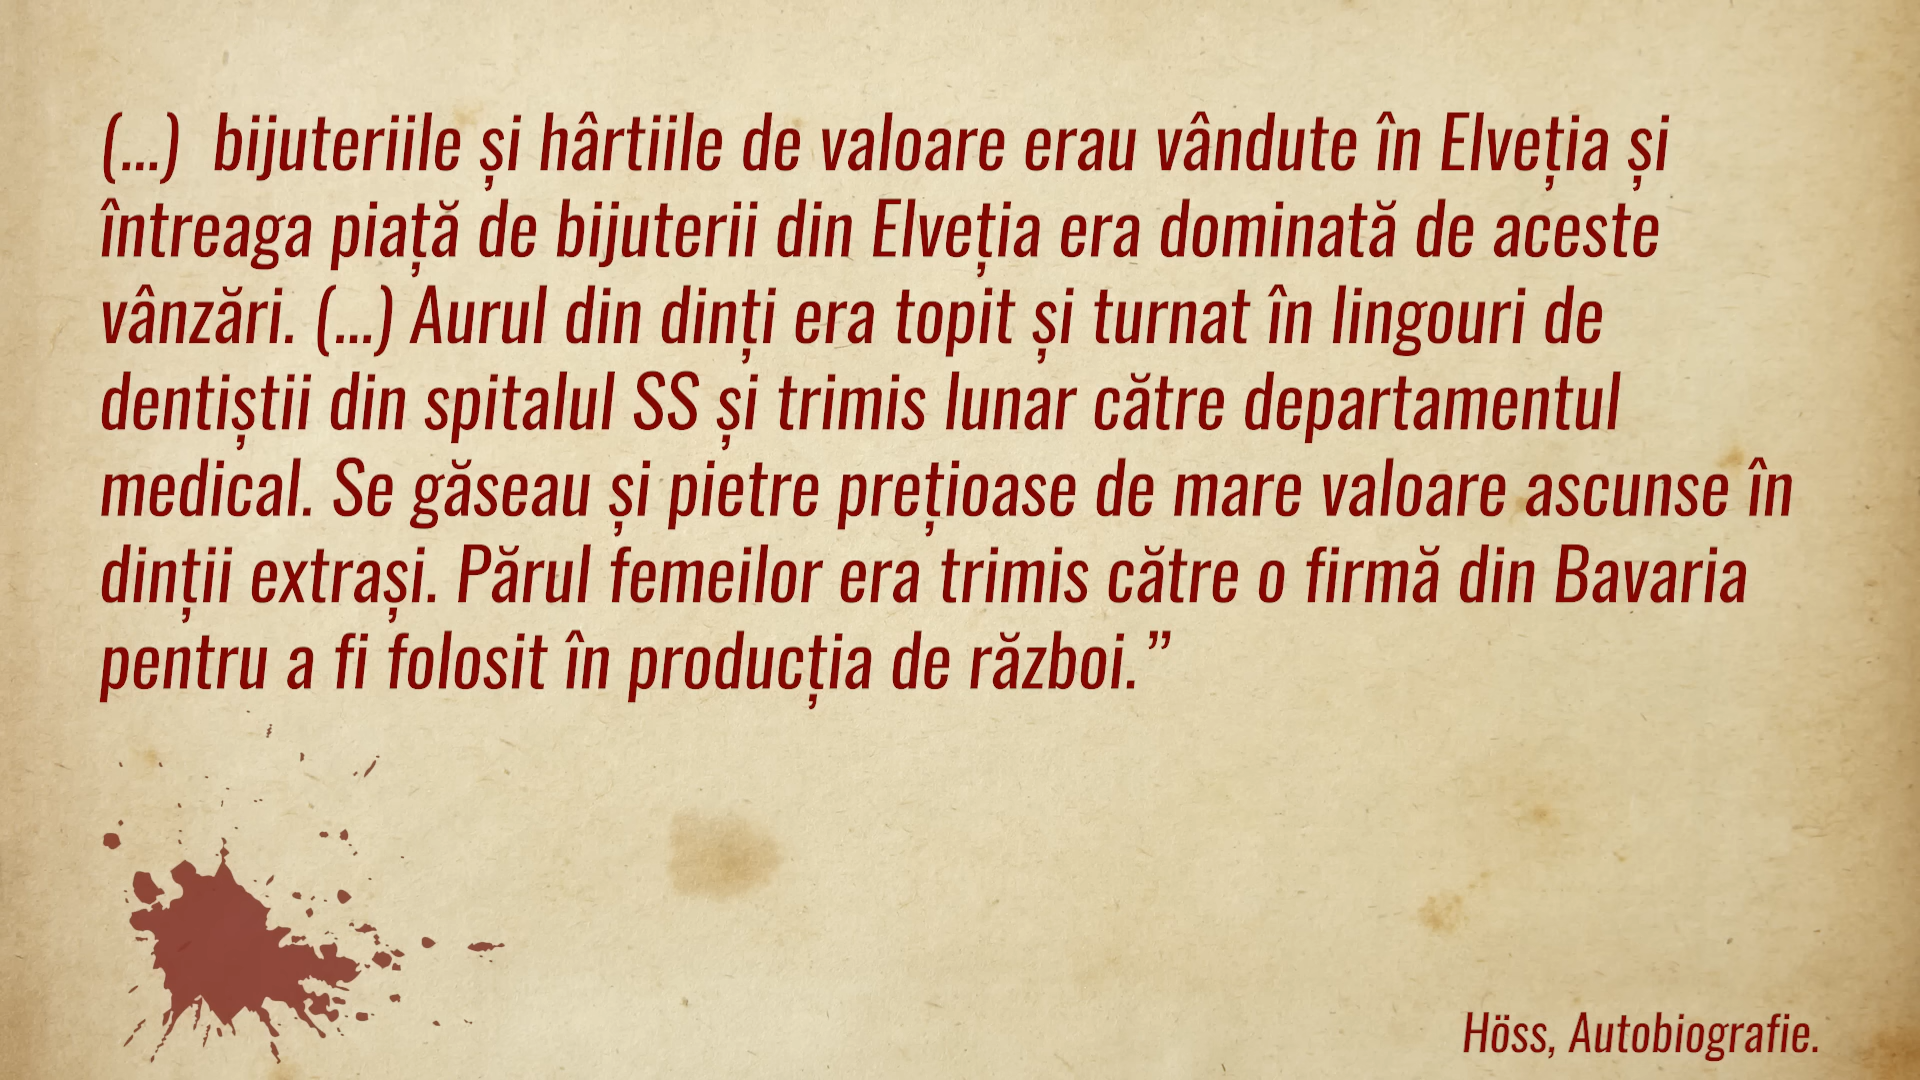 (...) bijuteriile și hârtiile de valoare erau vândute în Elveția și
întreaga piață de bijuterii din Elveția era dominată de aceste
vânzări. (...) Aurul din dinți era topit și turnat în lingouri de
dentiștii din spitalul SS și trimis lunar către departamentul
medical. Se găseau și pietre prețioase de mare valoare ascunse în
dinții extrași. Părul femeilor era trimis către o firmă din Bavaria
pentru a fi folosit în producția de război.”
Höss, Autobiografie.